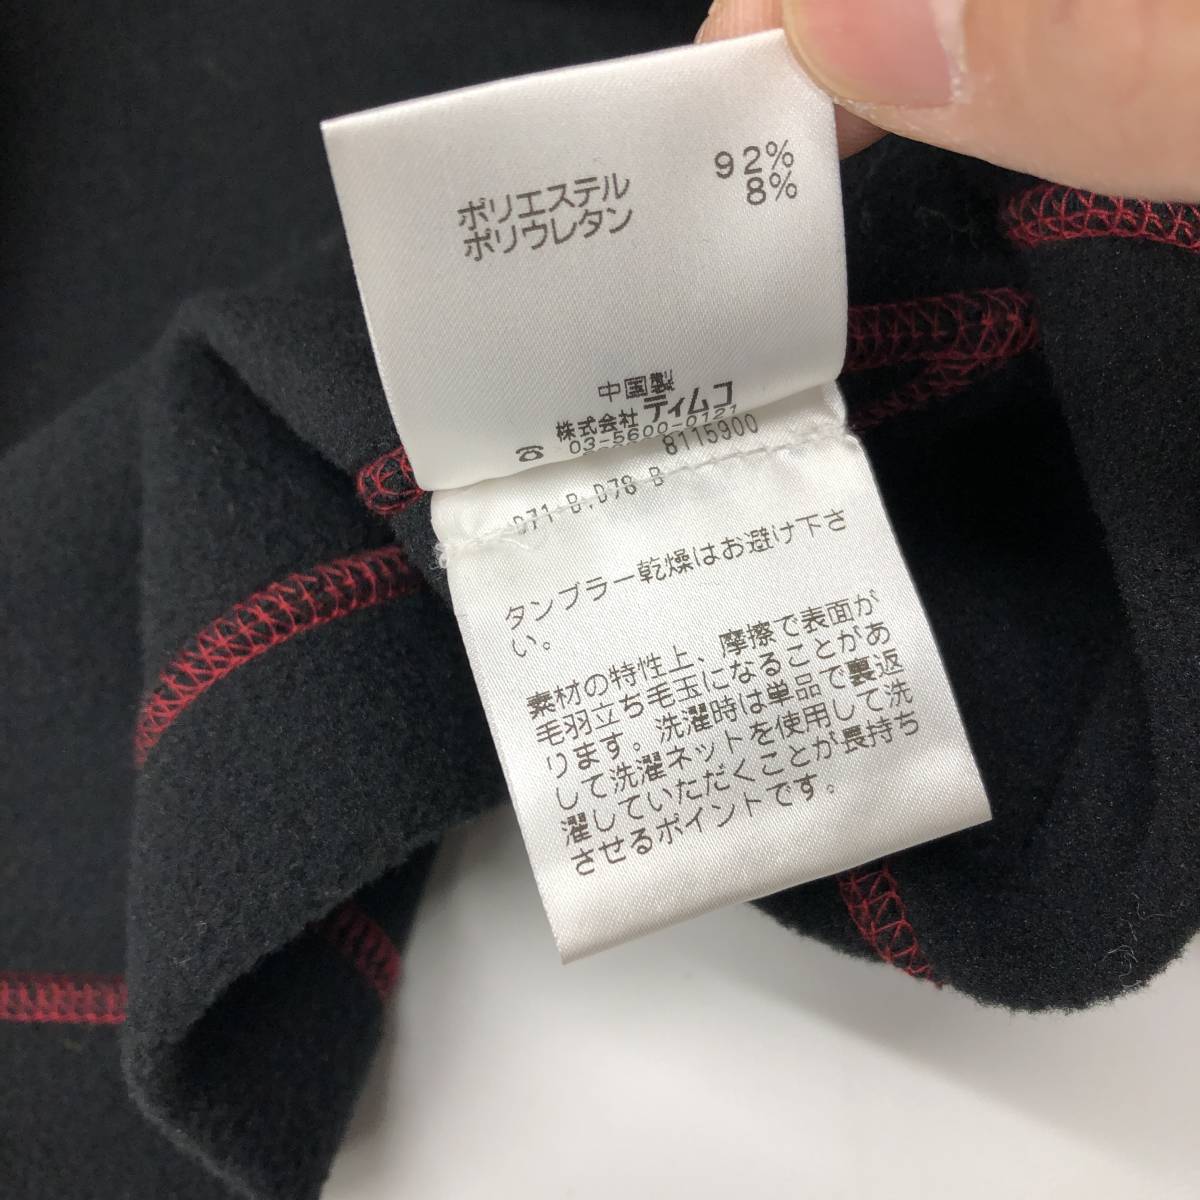 ポリエステル 92%
ポリウレタン 8%
中国製
株式会社 ティムコ
☎ 03-5600-0121
8115900
D71-B.D78 B
タンブラー乾燥はお避け下さ
い。
素材の特性上、摩擦で表面が
毛羽立ち毛玉になることがあ
ります。洗濯時は単品で裏返
して洗濯ネットを使用して洗
濯していただくことが長持ち
させるポイントです。